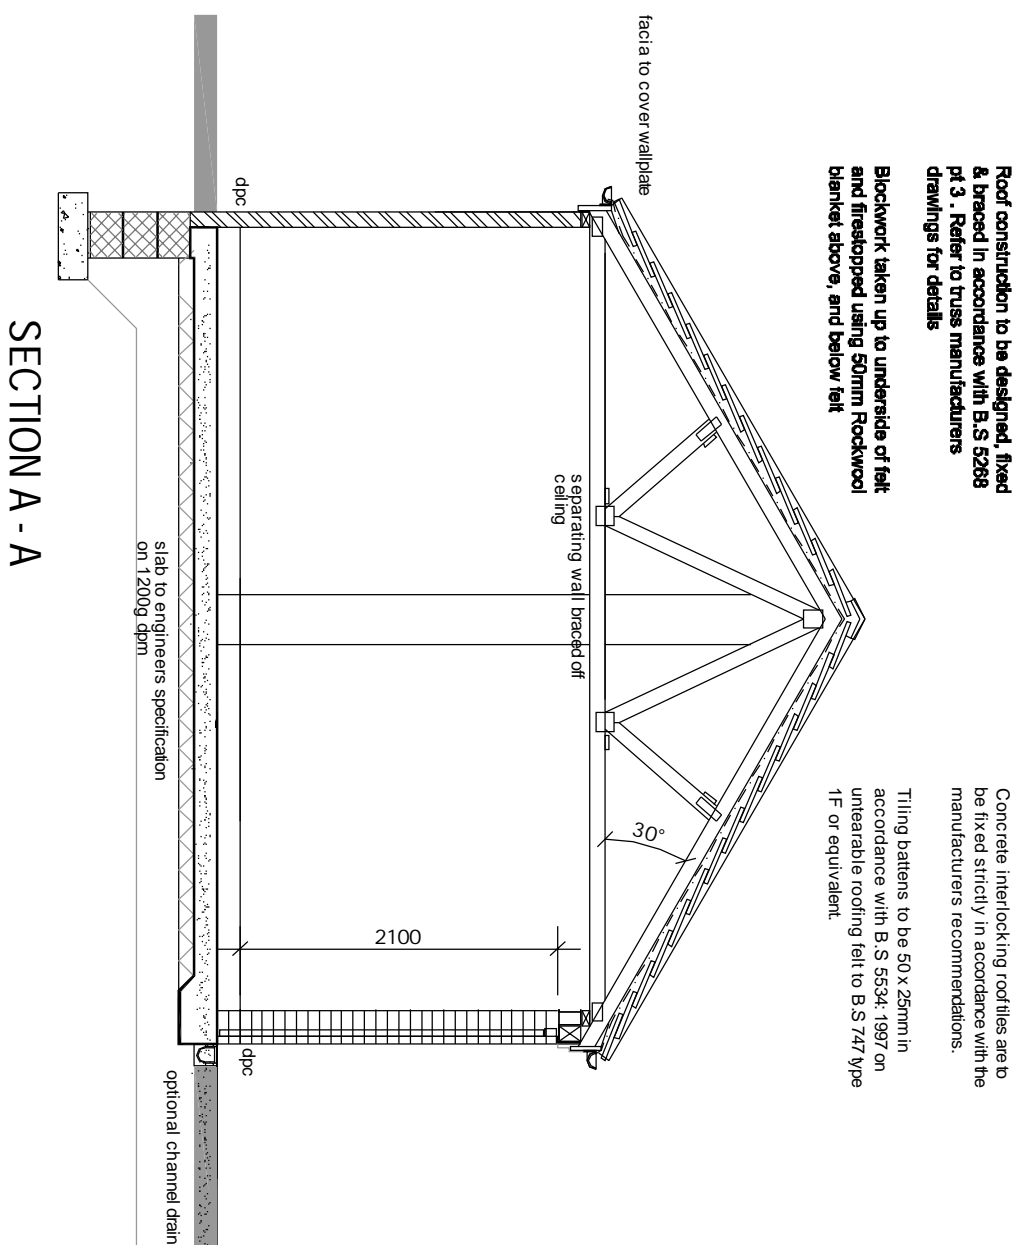 Roof construction to be designed, fixed
& braced in accordance with B.S 5268
pt 3 . Refer to truss manufacturers
drawings for details
Blockwork taken up to underside of felt
and firestopped using 50mm Rockwool
blanket above, and below felt
Concrete interlocking roof tiles are to
be fixed strictly in accordance with the
manufacturers recommendations.
Tiling battens to be 50 x 25mm in
accordance with B.S 5534: 1997 on
untearable roofing felt to B.S 747 type
1F or equivalent.
facia to cover wallplate
30°
separating wall braced off
ceiling
2100
dpc
dpc
slab to engineers specification
on 1200g dpm
optional channel drain
SECTION A - A